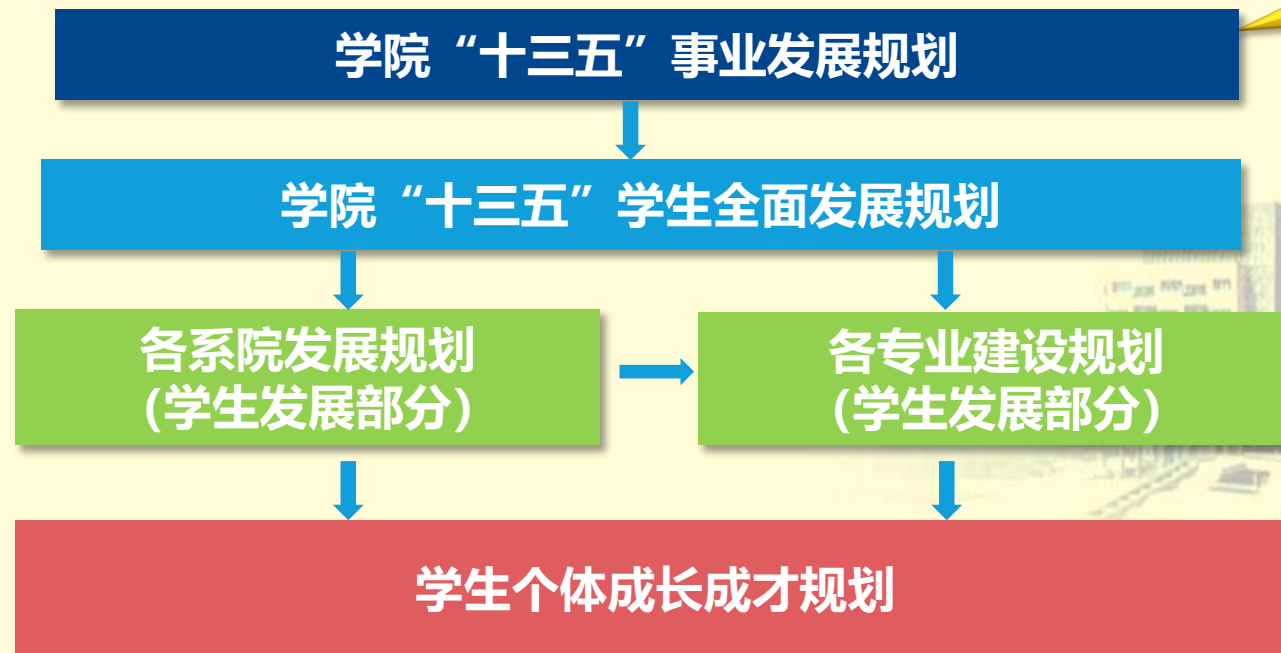 学院“十三五”事业发展规划
学院“十三五”学生全面发展规划
各系院发展规划
（学生发展部分）
各专业建设规划
（学生发展部分）
学生个体成长成才规划